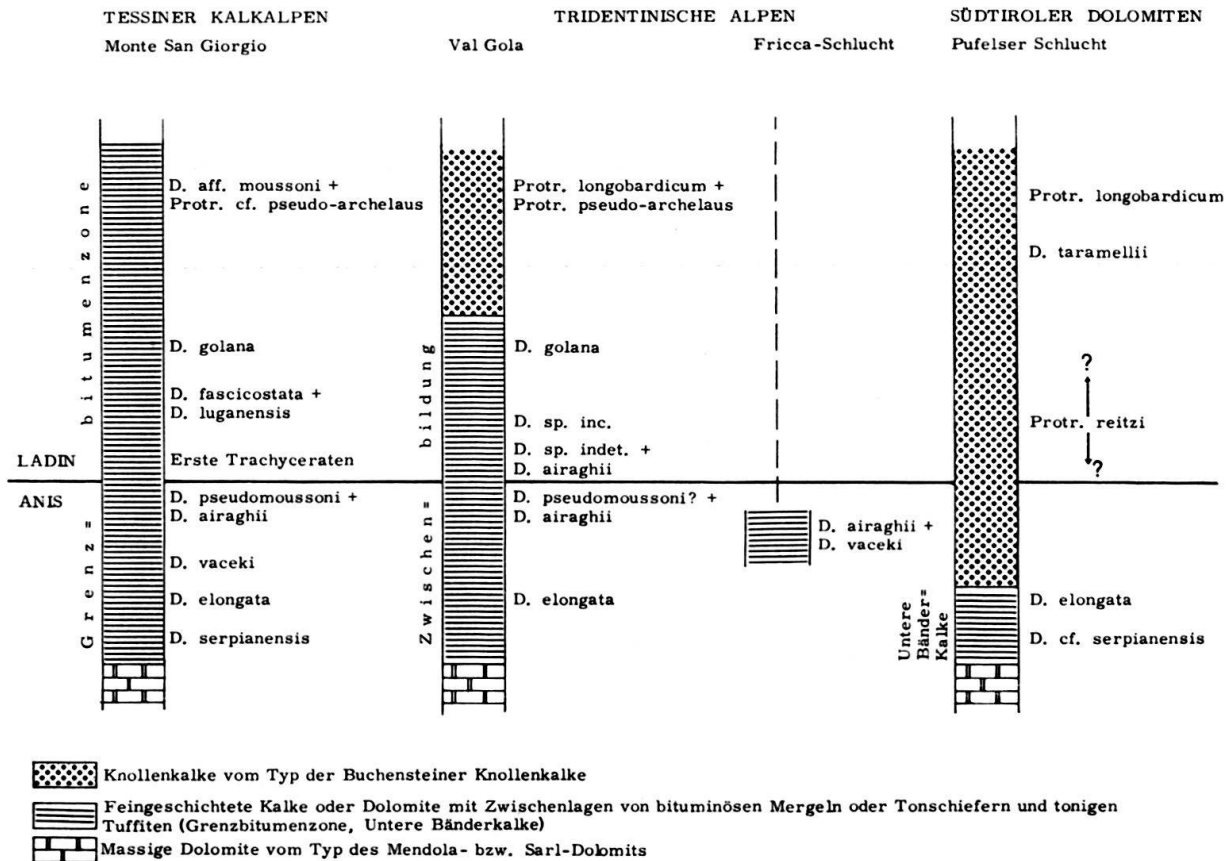 TESSINER KALKALPEN
Monte San Giorgio
TRIDENTINISCHE ALPEN
Val Gola
Fricca-Schlucht
SÜDTIROLER DOLOMITEN
Pufelser Schlucht
Grenz= bitumenzone
D. aff. moussoni +
Protr. cf. pseudo-archelaus
D. golana
D. fascicostata +
D. luganensis
Erste Trachyceraten
LADIN
ANIS
D. pseudomoussoni +
D. airaghii
D. vaceki
D. elongata
D. serpianensis
Zwischen= bildung
Protr. longobardicum +
Protr. pseudo-archelaus
D. golana
D. sp. inc.
D. sp. indet. +
D. airaghii
D. pseudomoussoni? +
D. airaghii
D. elongata
D. airaghii +
D. vaceki
Untere
Bänder=
Kalke
Protr. longobardicum
D. taramellii
?
Protr. reitzi
?
D. elongata
D. cf. serpianensis
Knollenkalke vom Typ der Buchensteiner Knollenkalke
Feingeschichtete Kalke oder Dolomite mit Zwischenlagen von bituminösen Mergeln oder Tonschiefern und tonigen
Tuffiten (Grenzbitumenzone, Untere Bänderkalke)
Massige Dolomite vom Typ des Mendola- bzw. Sarl-Dolomits